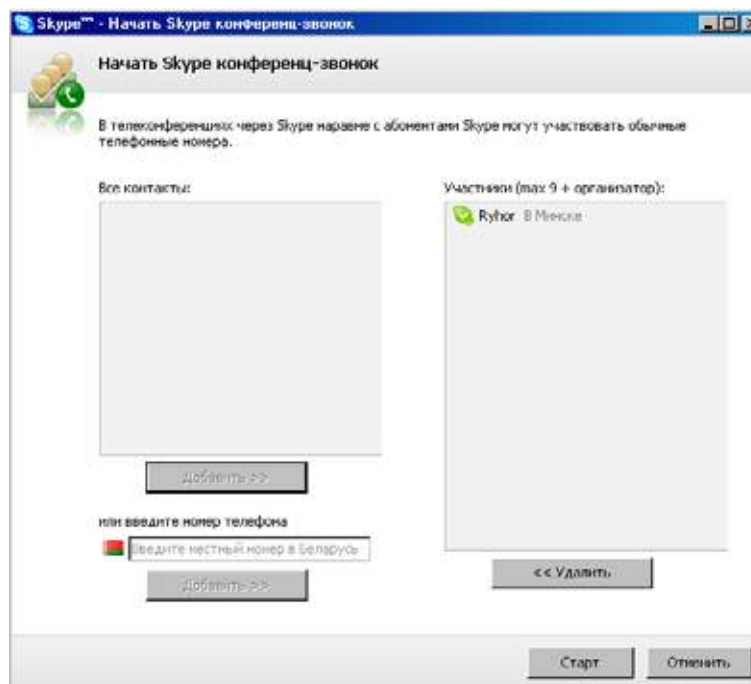 Skype™ - Начать Skype конференц-звонок
Начать Skype конференц-звонок
В телеконференциях через Skype наравне с абонентами Skype могут участвовать обычные
телефонные номера.
Все контакты:
Участники (max 9 + организатор):
Ryhor В Минске
Добавить >>
или введите номер телефона
Введите местный номер в Беларусь
Добавить >>
<< Удалить
Старт
Отменить